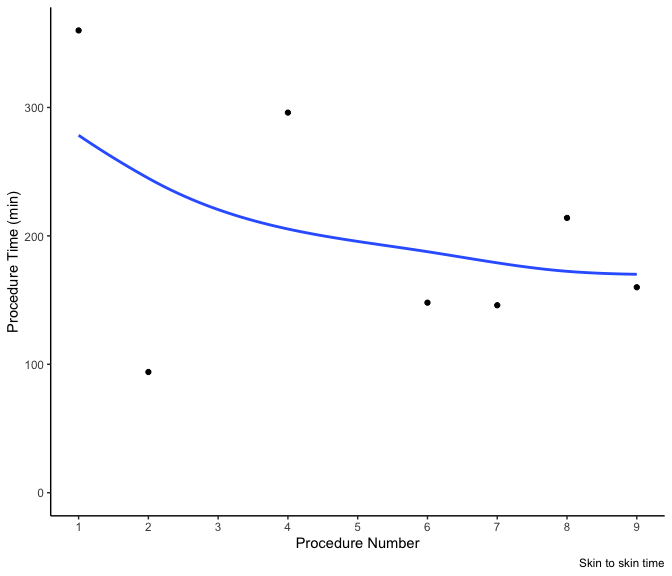 Procedure Time (min)
300
200
100
0
1 2 3 4 5 6 7 8 9
Procedure Number
Skin to skin time